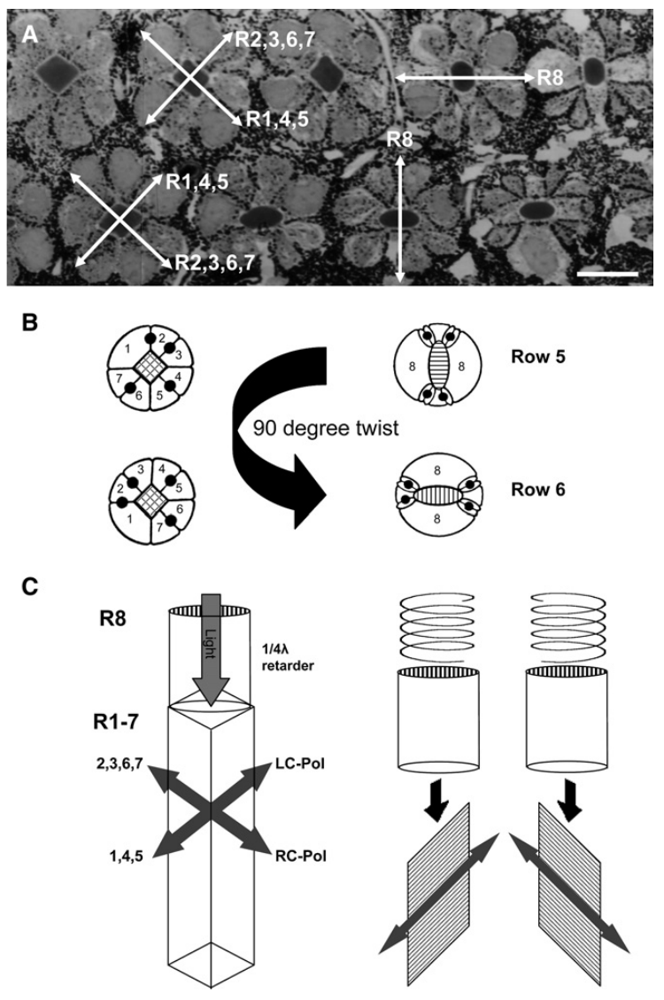 A
R2,3,6,7
R1,4,5
R8
R8
R1,4,5
R2,3,6,7
B
1
2
3
4
5
6
7
8
8
Row 5
90 degree twist
1
2
3
4
5
6
7
8
8
Row 6
C
R8
Light
1/4λ
retarder
R1-7
2,3,6,7
LC-Pol
1,4,5
RC-Pol